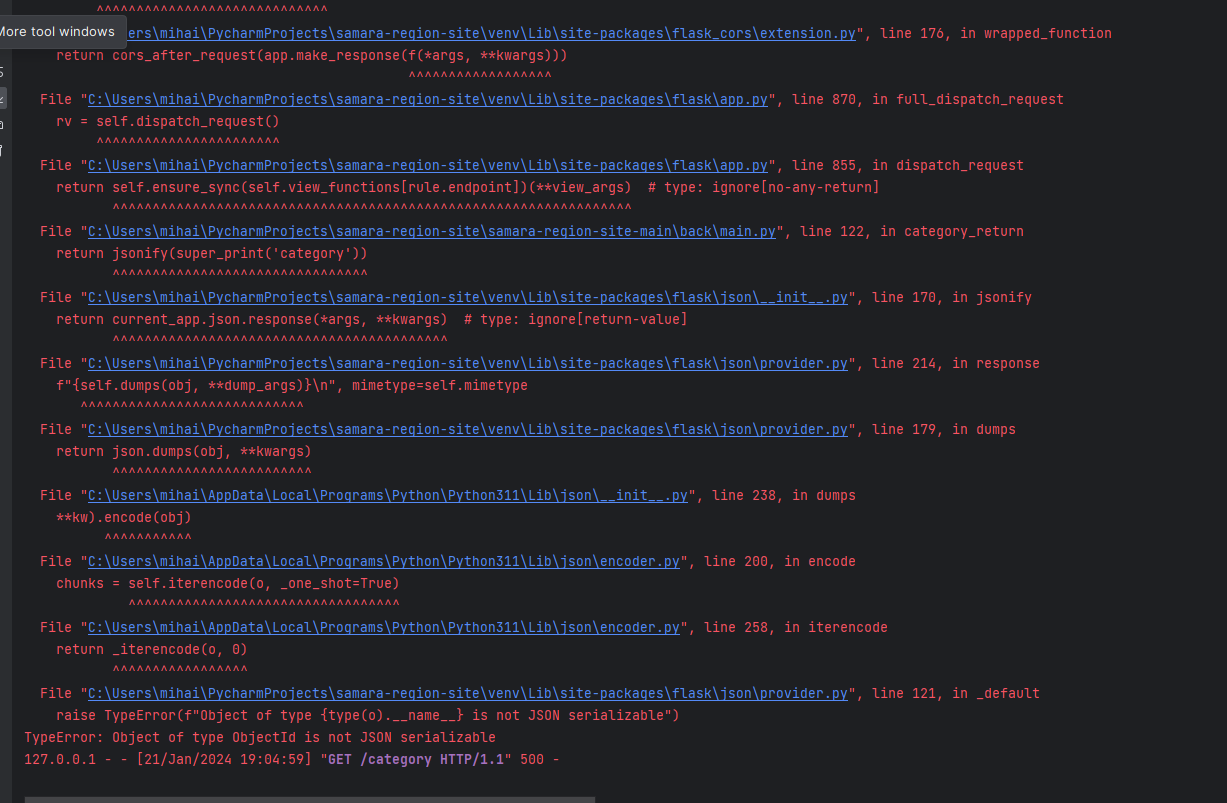 ^^^^^^^^^^^^^^^^^^^^^^^^^^^^^
More tool windows
ers\mihai\PycharmProjects\samara-region-site\venv\Lib\site-packages\flask_cors\extension.py", line 176, in wrapped_function
return cors_after_request(app.make_response(f(*args, **kwargs)))
^^^^^^^^^^^^^^^^^^
File "C:\Users\mihai\PycharmProjects\samara-region-site\venv\Lib\site-packages\flask\app.py", line 870, in full_dispatch_request
rv = self.dispatch_request()
^^^^^^^^^^^^^^^^^^^^^^^
File "C:\Users\mihai\PycharmProjects\samara-region-site\venv\Lib\site-packages\flask\app.py", line 855, in dispatch_request
return self.ensure_sync(self.view_functions[rule.endpoint])(**view_args)  # type: ignore[no-any-return]
^^^^^^^^^^^^^^^^^^^^^^^^^^^^^^^^^^^^^^^^^^^^^^^^^^^^^^^^^^^^^^^^^
File "C:\Users\mihai\PycharmProjects\samara-region-site\samara-region-site-main\back\main.py", line 122, in category_return
return jsonify(super_print('category'))
^^^^^^^^^^^^^^^^^^^^^^^^^^^^^^^^
File "C:\Users\mihai\PycharmProjects\samara-region-site\venv\Lib\site-packages\flask\json\__init__.py", line 170, in jsonify
return current_app.json.response(*args, **kwargs)  # type: ignore[return-value]
^^^^^^^^^^^^^^^^^^^^^^^^^^^^^^^^^^^^^^^^^^
File "C:\Users\mihai\PycharmProjects\samara-region-site\venv\Lib\site-packages\flask\json\provider.py", line 214, in response
f"{self.dumps(obj, **dump_args)}\n", mimetype=self.mimetype
^^^^^^^^^^^^^^^^^^^^^^^^^^^^
File "C:\Users\mihai\PycharmProjects\samara-region-site\venv\Lib\site-packages\flask\json\provider.py", line 179, in dumps
return json.dumps(obj, **kwargs)
^^^^^^^^^^^^^^^^^^^^^^^^^
File "C:\Users\mihai\AppData\Local\Programs\Python\Python311\Lib\json\__init__.py", line 238, in dumps
**kw).encode(obj)
^^^^^^^^^^^
File "C:\Users\mihai\AppData\Local\Programs\Python\Python311\Lib\json\encoder.py", line 200, in encode
chunks = self.iterencode(o, _one_shot=True)
^^^^^^^^^^^^^^^^^^^^^^^^^^^^^^^^^^
File "C:\Users\mihai\AppData\Local\Programs\Python\Python311\Lib\json\encoder.py", line 258, in iterencode
return _iterencode(o, 0)
^^^^^^^^^^^^^^^^^
File "C:\Users\mihai\PycharmProjects\samara-region-site\venv\Lib\site-packages\flask\json\provider.py", line 121, in _default
raise TypeError(f"Object of type {type(o).__name__} is not JSON serializable")
TypeError: Object of type ObjectId is not JSON serializable
127.0.0.1 - - [21/Jan/2024 19:04:59] "GET /category HTTP/1.1" 500 -